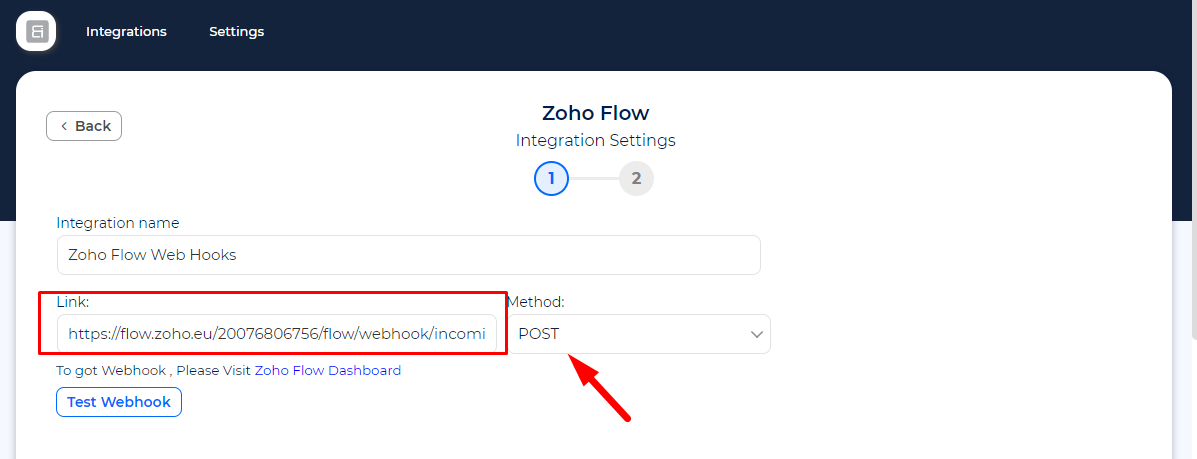 Integrations Settings
Zoho Flow
Back
Integration Settings
1 2
Integration name
Zoho Flow Web Hooks
Link: Method:
https://flow.zoho.eu/20076806756/flow/webhook/incomi POST
To got Webhook , Please Visit Zoho Flow Dashboard
Test Webhook